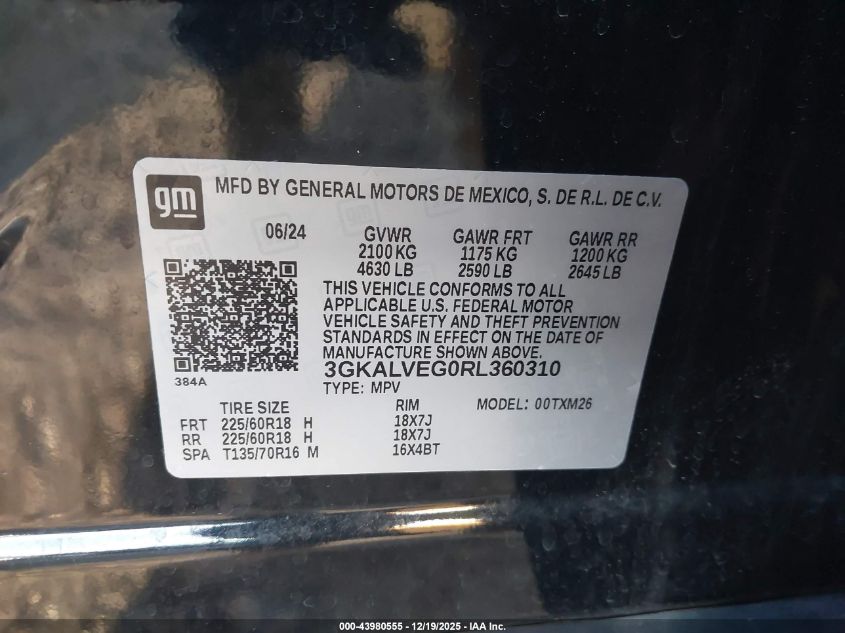 gm
MFD BY GENERAL MOTORS DE MEXICO, S. DE R.L. DE C.V.
06/24 GVWR GAWR FRT GAWR RR
2100 KG 1175 KG 1200 KG
4630 LB 2590 LB 2645 LB
THIS VEHICLE CONFORMS TO ALL
APPLICABLE U.S. FEDERAL MOTOR
VEHICLE SAFETY AND THEFT PREVENTION
STANDARDS IN EFFECT ON THE DATE OF
MANUFACTURE SHOWN ABOVE.
3GKALVEG0RL360310
384A
TYPE: MPV
TIRE SIZE RIM MODEL: 00TXM26
FRT 225/60R18 H 18X7J
RR 225/60R18 H 18X7J
SPA T135/70R16 M 16X4BT
000-43980555 - 12/19/2025 - IAA Inc.